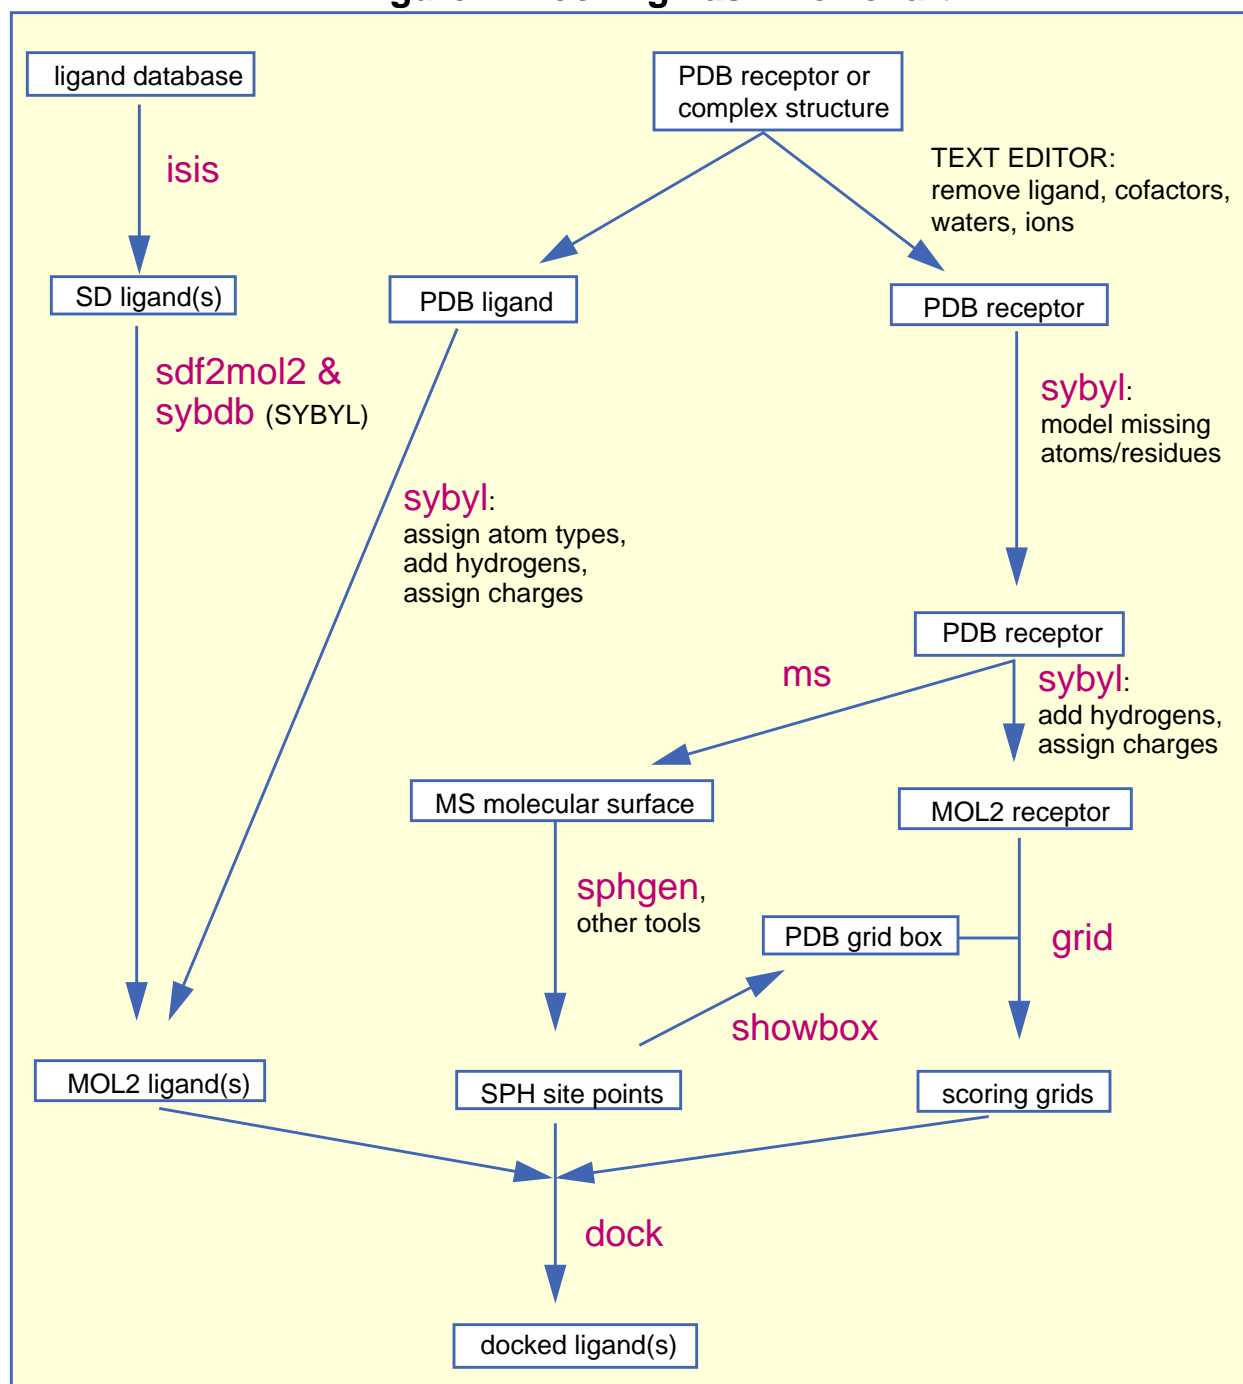 ligand database
PDB receptor or
complex structure
isis
TEXT EDITOR:
remove ligand, cofactors,
waters, ions
SD ligand(s)
PDB ligand
PDB receptor
sdf2mol2 &
sybdb (SYBYL)
sybyl:
model missing
atoms/residues
sybyl:
assign atom types,
add hydrogens,
assign charges
PDB receptor
ms
sybyl:
add hydrogens,
assign charges
MS molecular surface
MOL2 receptor
sphgen,
other tools
PDB grid box
grid
showbox
MOL2 ligand(s)
SPH site points
scoring grids
dock
docked ligand(s)